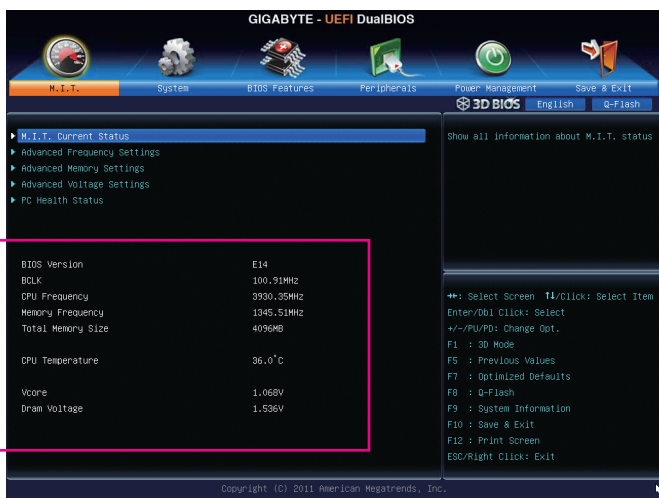 GIGABYTE - UEFI DualBIOS
M.I.T. System BIOS Features Peripherals Power Management Save & Exit
3D BIOS English Q-Flash
M.I.T. Current Status
Advanced Frequency Settings
Advanced Memory Settings
Advanced Voltage Settings
PC Health Status
Show all information about M.I.T. status
BIOS Version E14
BCLK 100.91MHz
CPU Frequency 3930.35MHz
Memory Frequency 1345.51MHz
Total Memory Size 4096MB
CPU Temperature 36.0°C
Vcore 1.068V
Dram Voltage 1.536V
→←: Select Screen ↑↓/Click: Select Item
Enter/Dbl Click: Select
+/-/PU/PD: Change Opt.
F1 : 3D Mode
F5 : Previous Values
F7 : Optimized Defaults
F8 : Q-Flash
F9 : System Information
F10 : Save & Exit
F12 : Print Screen
ESC/Right Click: Exit
Copyright (C) 2011 American Megatrends, Inc.